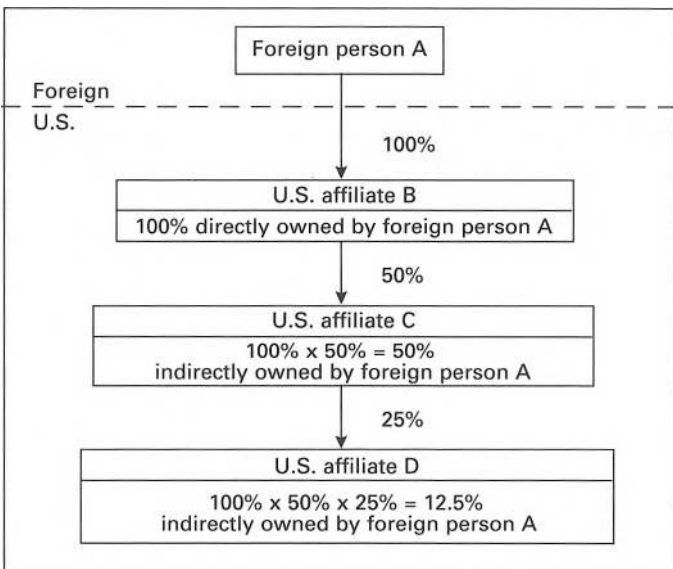 Foreign person A
Foreign
U.S.
100%
U.S. affiliate B
100% directly owned by foreign person A
50%
U.S. affiliate C
100% x 50% = 50%
indirectly owned by foreign person A
25%
U.S. affiliate D
100% x 50% x 25% = 12.5%
indirectly owned by foreign person A